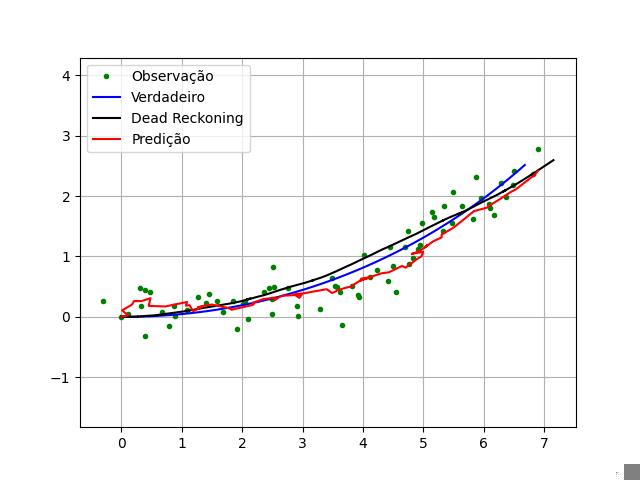 4
3
2
1
0
−1
0 1 2 3 4 5 6 7
Observação
Verdadeiro
Dead Reckoning
Predição